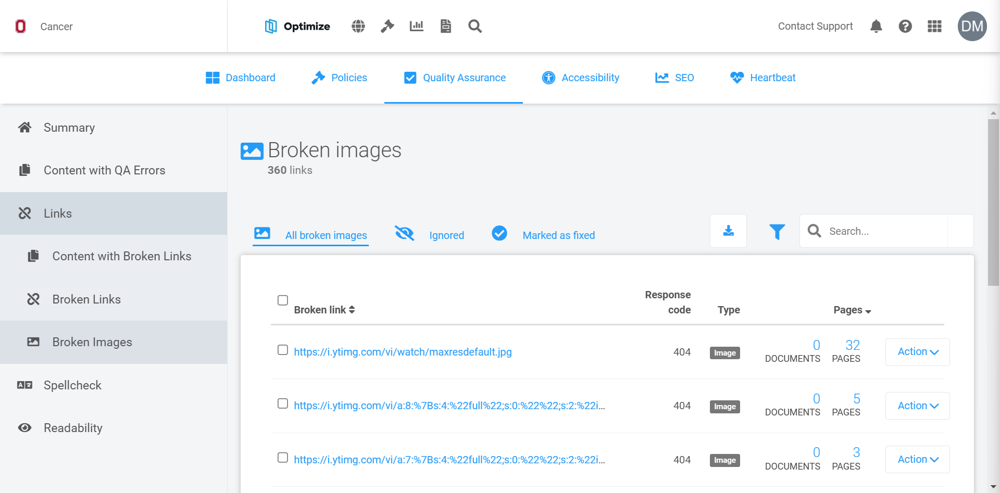 Cancer
Optimize
Contact Support
DM
Dashboard
Policies
Quality Assurance
Accessibility
SEO
Heartbeat
Summary
Content with QA Errors
Links
Content with Broken Links
Broken Links
Broken Images
Spellcheck
Readability
Broken images
360 links
All broken images
Ignored
Marked as fixed
Search...
Broken link
Response code
Type
Pages
https://i.ytimg.com/vi/watch/maxresdefault.jpg
404
Image
0 DOCUMENTS
32 PAGES
Action
https://i.ytimg.com/vi/a:8:%7Bs:4:%22full%22;s:0:%22%22;s:2:%22i...
404
Image
0 DOCUMENTS
5 PAGES
Action
https://i.ytimg.com/vi/a:7:%7Bs:4:%22full%22;s:0:%22%22;s:2:%22i...
404
Image
0 DOCUMENTS
3 PAGES
Action